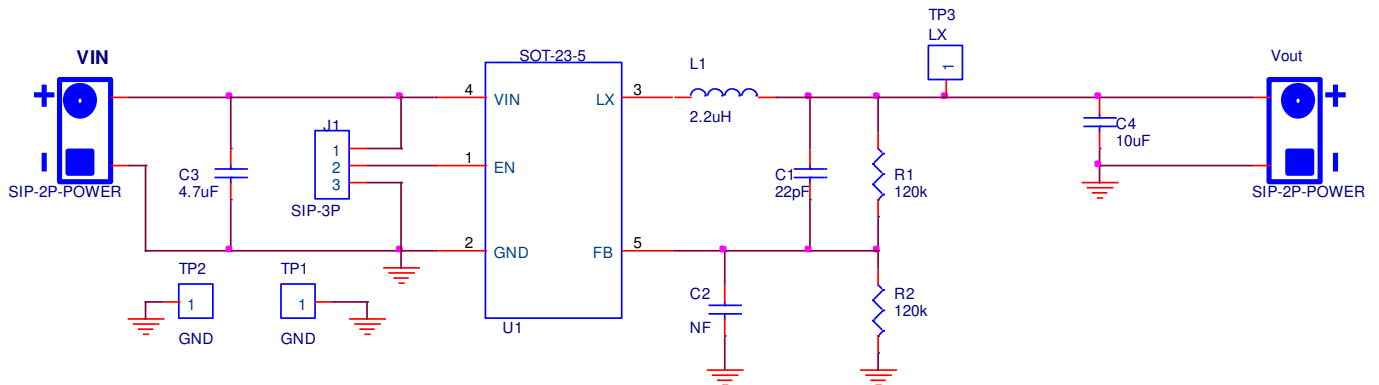 VIN
+
-
SIP-2P-POWER
C3
4.7uF
J1
1
2
3
SIP-3P
TP2
1
GND
TP1
1
GND
SOT-23-5
4
VIN
1
EN
2
GND
LX
3
FB
5
U1
L1
2.2uH
C1
22pF
R1
120k
C2
NF
R2
120k
TP3
LX
1
C4
10uF
Vout
+
-
SIP-2P-POWER